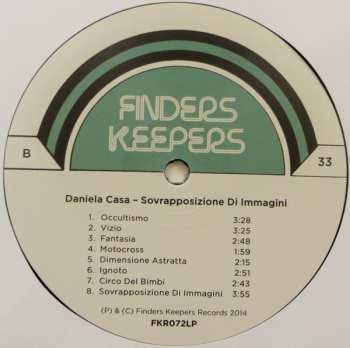 FINDERS
KEEPERS
B 33
Daniela Casa – Sovrapposizione Di Immagini
1. Occultismo 3:28
2. Vizio 3:25
3. Fantasia 2:48
4. Motocross 1:59
5. Dimensione Astratta 2:15
6. Ignoto 2:51
7. Circo Del Bimbi 2:43
8. Sovrapposizione Di Immagini 3:55
(P) & (C) Finders Keepers Records 2014
FKR072LP